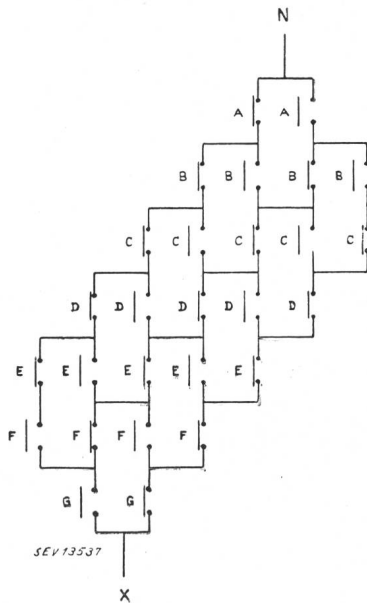 N
A A
B B B B
C C C C C
D D D D D
E E E E E
F F F F
G G
SEV 13537
X